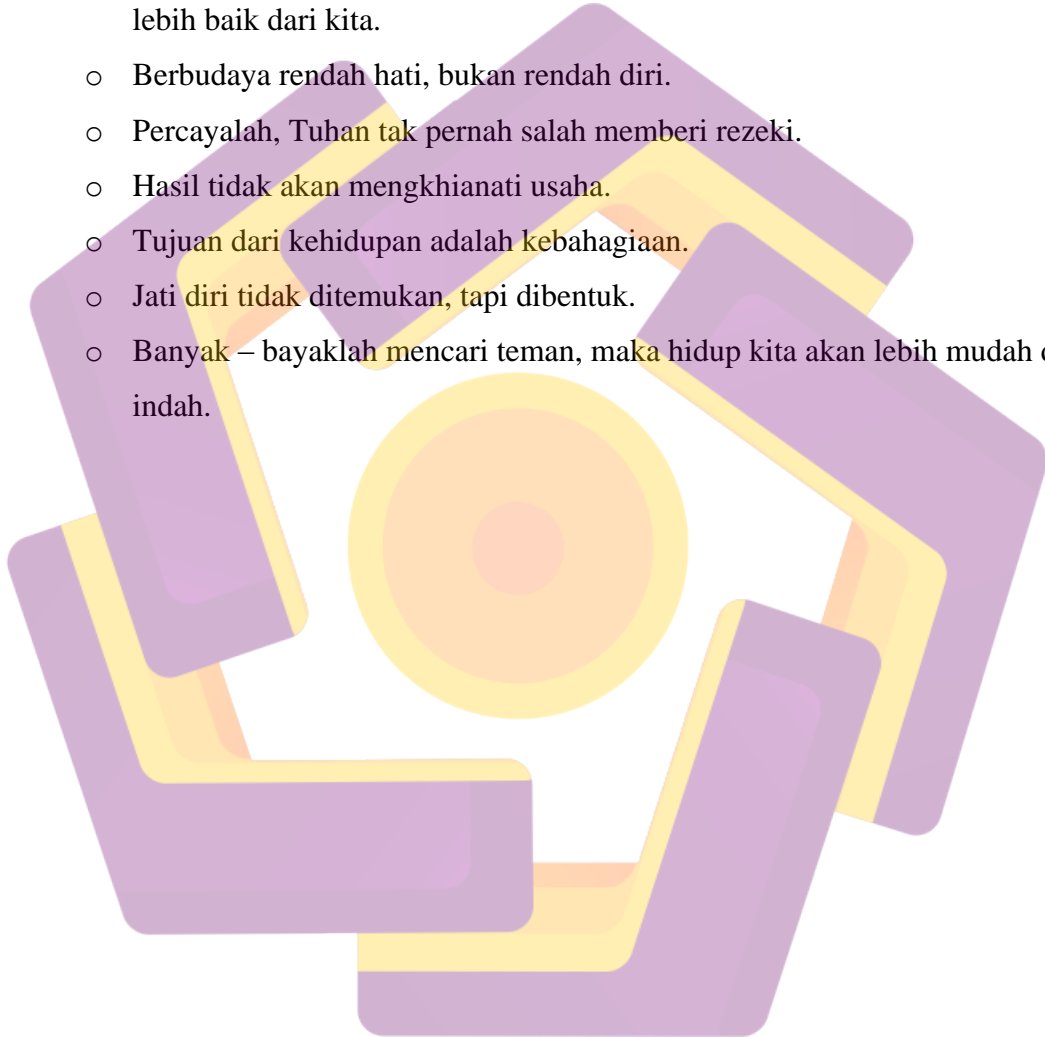 lebih baik dari kita.
o Berbudaya rendah hati, bukan rendah diri.
o Percayalah, Tuhan tak pernah salah memberi rezeki.
o Hasil tidak akan mengkhianati usaha.
o Tujuan dari kehidupan adalah kebahagiaan.
o Jati diri tidak ditemukan, tapi dibentuk.
o Banyak – bayaklah mencari teman, maka hidup kita akan lebih mudah
indah.